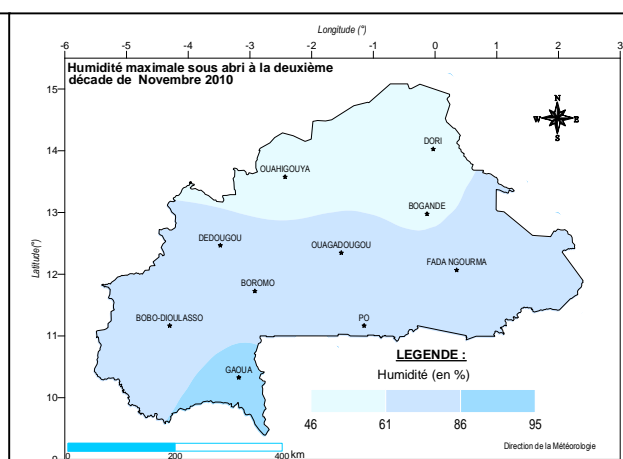 Longitude (°)
-6 -5 -4 -3 -2 -1 0 1 2 3
Humidité maximale sous abri à la deuxième
décade de Novembre 2010
15
N
W E
S
14
DORI
OUAHIGOUYA
13
BOGANDE
DEDOUGOU
OUAGADOUGOU
Latitude(°)
FADA NGOURMA
12
BOROMO
BOBO-DIOULASSO
PO
11
LEGENDE :
GAOUA
Humidité (en %)
10
46 61 86 95
Direction de la Météorologie
9
0 200 400 km